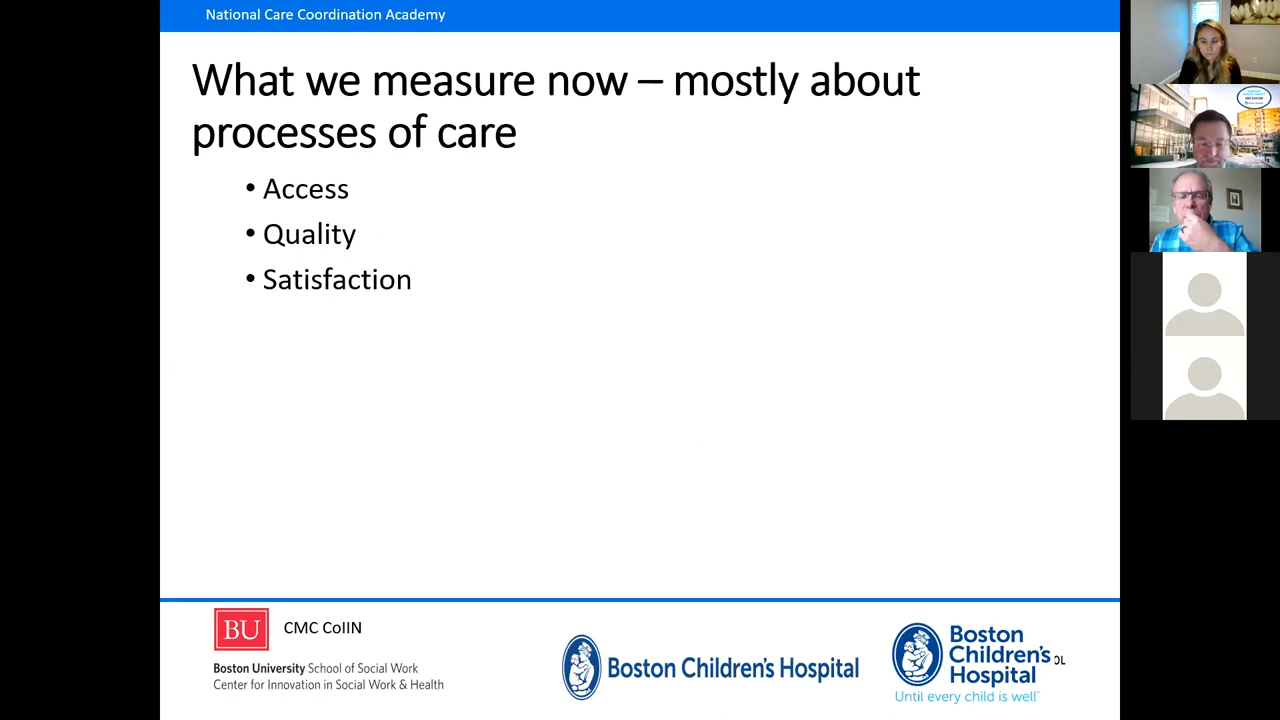 National Care Coordination Academy
What we measure now – mostly about
processes of care
• Access
• Quality
• Satisfaction
BU
CMC CoIIN
Boston University School of Social Work
Center for Innovation in Social Work & Health
Boston Children's Hospital
Boston
Children's
Hospital
Until every child is well™
OL